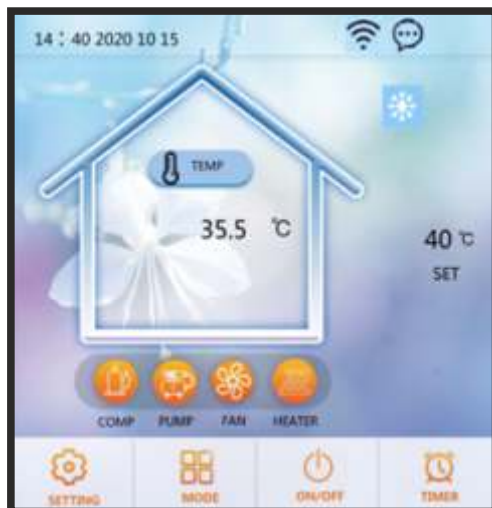 14 : 40 2020 10 15
TEMP
35.5 ℃
40 ℃
SET
COMP PUMP FAN HEATER
SETTING MODE ON/OFF TIMER